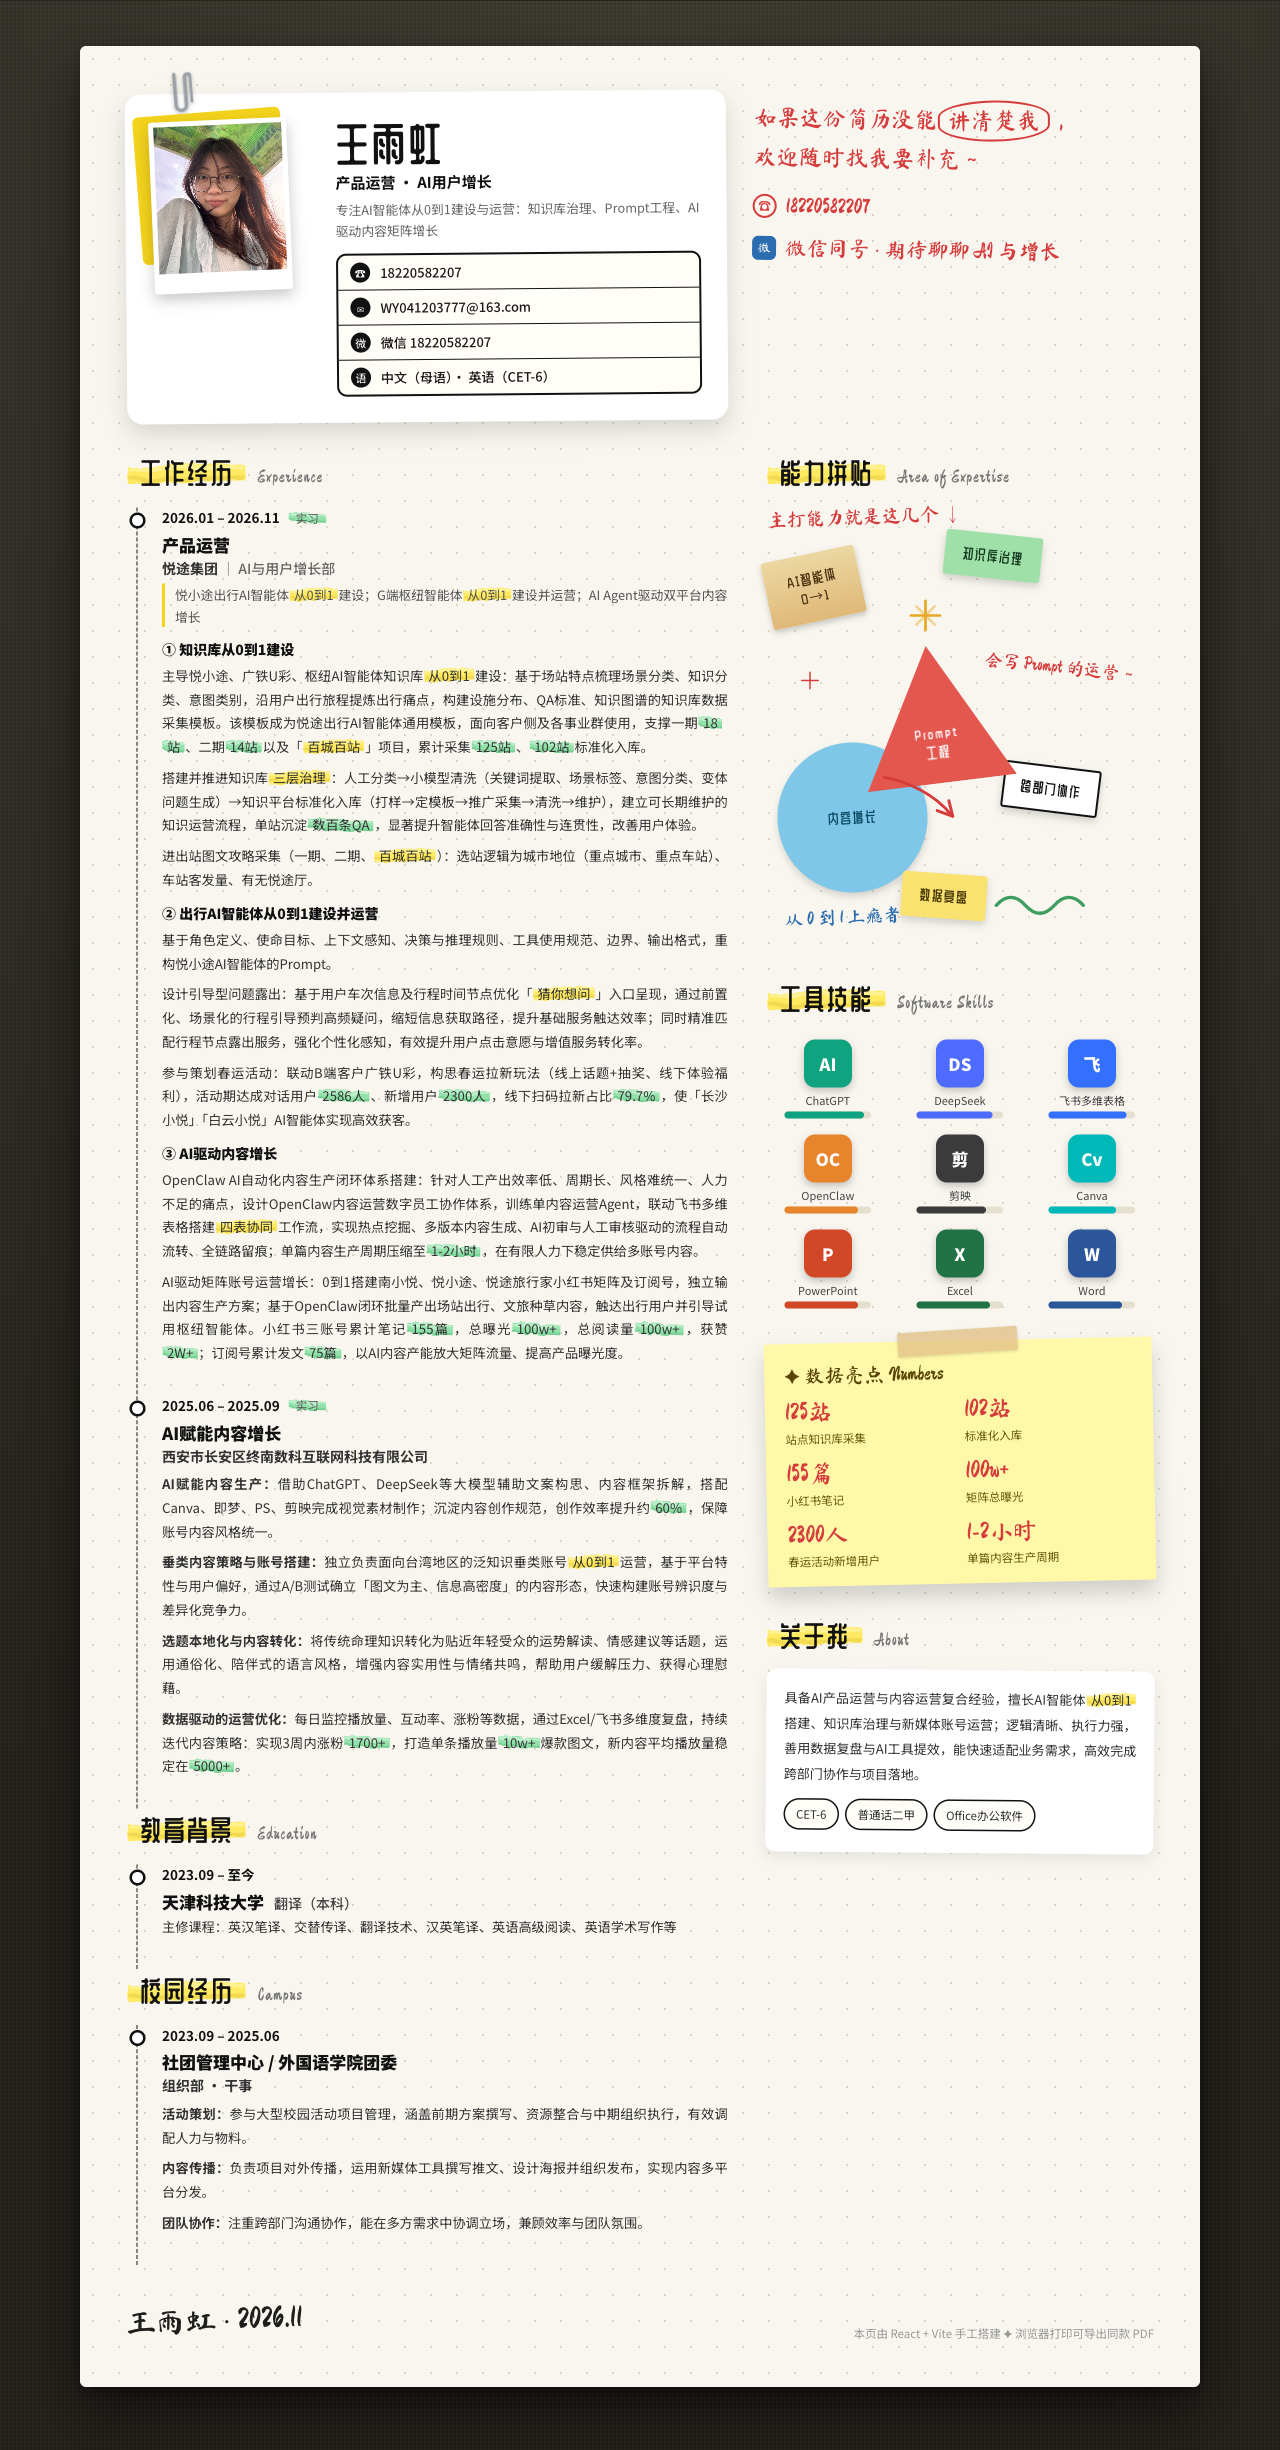 王雨虹
产品运营 · AI用户增长
专注AI智能体从0到1建设与运营：知识库治理、Prompt工程、AI
驱动内容矩阵增长
☎ 18220582207
✉ WY041203777@163.com
微 微信 18220582207
语 中文（母语）· 英语（CET-6）
如果这份简历没能讲清楚我，
欢迎随时找我要补充 ~
☎ 18220582207
微 微信同号 · 期待聊聊 AI 与增长
工作经历 Experience
2026.01 – 2026.11 实习
产品运营
悦途集团 | AI与用户增长部
悦小途出行AI智能体从0到1建设；G端枢纽智能体从0到1建设并运营；AI Agent驱动双平台内容
增长
① 知识库从0到1建设
主导悦小途、广铁U彩、枢纽AI智能体知识库从0到1建设：基于场站特点梳理场景分类、知识分
类、意图类别，沿用户出行旅程提炼出行痛点，构建设施分布、QA标准、知识图谱的知识库数据
采集模板。该模板成为悦途出行AI智能体通用模板，面向客户侧及各事业群使用，支撑一期18
站、二期14站以及「百城百站」项目，累计采集125站、102站标准化入库。
搭建并推进知识库三层治理：人工分类→小模型清洗（关键词提取、场景标签、意图分类、变体
问题生成）→知识平台标准化入库（打样→定模板→推广采集→清洗→维护），建立可长期维护的
知识运营流程，单站沉淀数百条QA，显著提升智能体回答准确性与连贯性，改善用户体验。
进出站图文攻略采集（一期、二期、百城百站）：选站逻辑为城市地位（重点城市、重点车站）、
车站客发量、有无悦途厅。
② 出行AI智能体从0到1建设并运营
基于角色定义、使命目标、上下文感知、决策与推理规则、工具使用规范、边界、输出格式，重
构悦小途AI智能体的Prompt。
设计引导型问题露出：基于用户车次信息及行程时间节点优化「猜你想问」入口呈现，通过前置
化、场景化的行程引导预判高频疑问，缩短信息获取路径，提升基础服务触达效率；同时精准匹
配行程节点露出服务，强化个性化感知，有效提升用户点击意愿与增值服务转化率。
参与策划春运活动：联动B端客户广铁U彩，构思春运拉新玩法（线上话题+抽奖、线下体验福
利），活动期达成对话用户2586人、新增用户2300人，线下扫码拉新占比79.7%，使「长沙
小悦」「白云小悦」AI智能体实现高效获客。
③ AI驱动内容增长
OpenClaw AI自动化内容生产闭环体系搭建：针对人工产出效率低、周期长、风格难统一、人力
不足的痛点，设计OpenClaw内容运营数字员工协作体系，训练单内容运营Agent，联动飞书多维
表格搭建四表协同工作流，实现热点挖掘、多版本内容生成、AI初审与人工审核驱动的流程自动
流转、全链路留痕；单篇内容生产周期压缩至1-2小时，在有限人力下稳定供给多账号内容。
AI驱动矩阵账号运营增长：0到1搭建南小悦、悦小途、悦途旅行家小红书矩阵及订阅号，独立输
出内容生产方案；基于OpenClaw闭环批量产出场站出行、文旅种草内容，触达出行用户并引导试
用枢纽智能体。小红书三账号累计笔记155篇，总曝光100w+，总阅读量100w+，获赞
2W+；订阅号累计发文75篇，以AI内容产能放大矩阵流量、提高产品曝光度。
2025.06 – 2025.09 实习
AI赋能内容增长
西安市长安区终南数科互联网科技有限公司
AI赋能内容生产：借助ChatGPT、DeepSeek等大模型辅助文案构思、内容框架拆解，搭配
Canva、即梦、PS、剪映完成视觉素材制作；沉淀内容创作规范，创作效率提升约60%，保障
账号内容风格统一。
垂类内容策略与账号搭建：独立负责面向台湾地区的泛知识垂类账号从0到1运营，基于平台特
性与用户偏好，通过A/B测试确立「图文为主、信息高密度」的内容形态，快速构建账号辨识度与
差异化竞争力。
选题本地化与内容转化：将传统命理知识转化为贴近年轻受众的运势解读、情感建议等话题，运
用通俗化、陪伴式的语言风格，增强内容实用性与情绪共鸣，帮助用户缓解压力、获得心理慰
藉。
数据驱动的运营优化：每日监控播放量、互动率、涨粉等数据，通过Excel/飞书多维度复盘，持续
迭代内容策略：实现3周内涨粉1700+，打造单条播放量10w+爆款图文，新内容平均播放量稳
定在5000+。
教育背景 Education
2023.09 – 至今
天津科技大学 翻译（本科）
主修课程：英汉笔译、交替传译、翻译技术、汉英笔译、英语高级阅读、英语学术写作等
校园经历 Campus
2023.09 – 2025.06
社团管理中心 / 外国语学院团委
组织部 · 干事
活动策划：参与大型校园活动项目管理，涵盖前期方案撰写、资源整合与中期组织执行，有效调
配人力与物料。
内容传播：负责项目对外传播，运用新媒体工具撰写推文、设计海报并组织发布，实现内容多平
台分发。
团队协作：注重跨部门沟通协作，能在多方需求中协调立场，兼顾效率与团队氛围。
能力拼贴 Area of Expertise
主打能力就是这几个 ↓
知识库治理
AI智能体
0→1
会写 Prompt 的运营 ~
Prompt
工程
跨部门协作
内容增长
数据复盘
从 0 到 1 上瘾者
工具技能 Software Skills
AI DS 飞
ChatGPT DeepSeek 飞书多维表格
OC 剪 Cv
OpenClaw 剪映 Canva
P X W
PowerPoint Excel Word
✦ 数据亮点 Numbers
125站 102站
站点知识库采集 标准化入库
155篇 100w+
小红书笔记 矩阵总曝光
2300人 1-2小时
春运活动新增用户 单篇内容生产周期
关于我 About
具备AI产品运营与内容运营复合经验，擅长AI智能体从0到1
搭建、知识库治理与新媒体账号运营；逻辑清晰、执行力强，
善用数据复盘与AI工具提效，能快速适配业务需求，高效完成
跨部门协作与项目落地。
CET-6 普通话二甲 Office办公软件
王雨虹 · 2026.11
本页由 React + Vite 手工搭建 ✦ 浏览器打印可导出同款 PDF